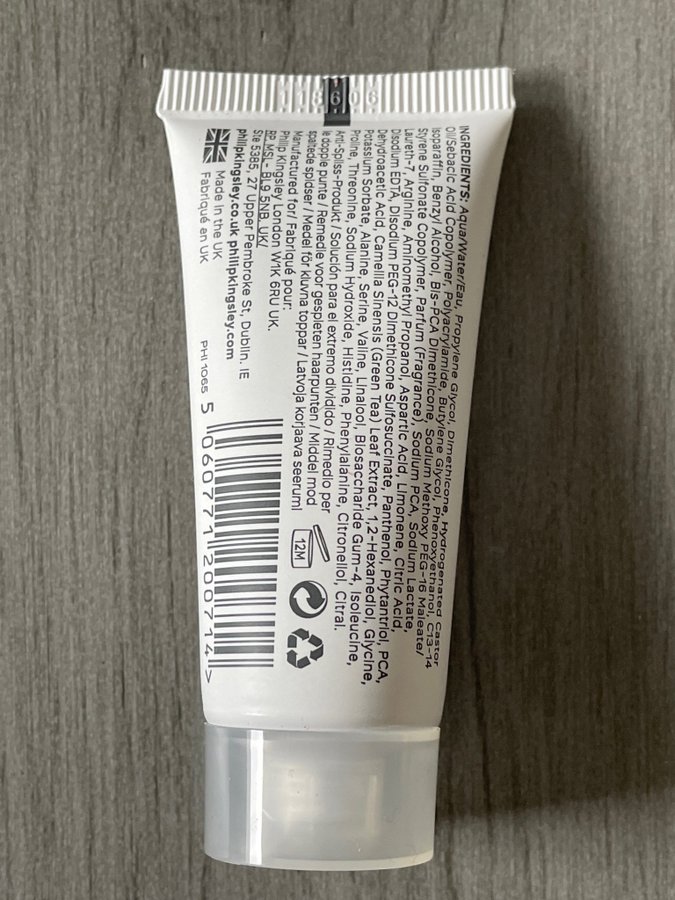 INGREDIENTS: Aqua/Water/Eau, Propylene Glycol, Dimethicone, Hydrogenated Castor
Oil/Sebacic Acid Copolymer, Polyacrylamide, Butylene Glycol, Phenoxyethanol, C13-14
Isoparaffin, Benzyl Alcohol, Bis-PCA Dimethicone, Sodium Methoxy PEG-16 Maleate/
Styrene Sulfonate Copolymer, Parfum (Fragrance), Sodium PCA, Sodium Lactate,
Laureth-7, Arginine, Aminomethyl Propanol, Aspartic Acid, Limonene, Citric Acid,
Disodium EDTA, Disodium PEG-12 Dimethicone Sulfosuccinate, Panthenol, Phytantriol, PCA,
Dehydroacetic Acid, Camellia Sinensis (Green Tea) Leaf Extract, 1,2-Hexanediol, Glycine,
Potassium Sorbate, Alanine, Serine, Valine, Linalool, Biosaccharide Gum-4, Isoleucine,
Proline, Threonine, Sodium Hydroxide, Histidine, Phenylalanine, Citronellol, Citral.
Anti-Spliss-Produkt / Solución para el extremo dividido / Rimedio per
le doppie punte / Remedie voor gespleten haarpunten / Middel mod
spaltede spidser / Medel för kluvna toppar / Latvoja korjaava seerumi
Manufactured for/ Fabriqué pour:
Philip Kingsley London W1K 6RU UK.
RP. MSL - BL9 5NB. UK/
Ste 5385, 27 Upper Pembroke St, Dublin. IE
philipkingsley.co.uk philipkingsley.com
Made in the UK
Fabriqué en UK
12M
PHI 1065
5 060771 200714 >
118606